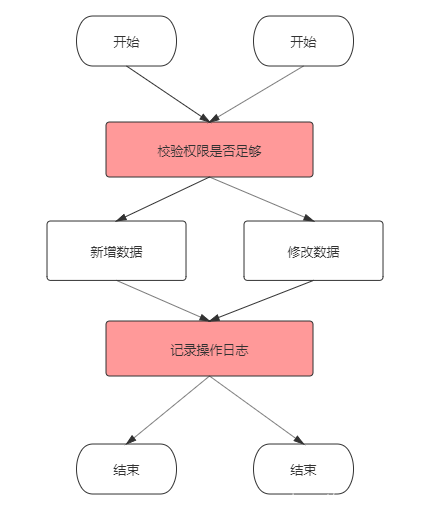 开始
开始
校验权限是否足够
新增数据
修改数据
记录操作日志
结束
结束